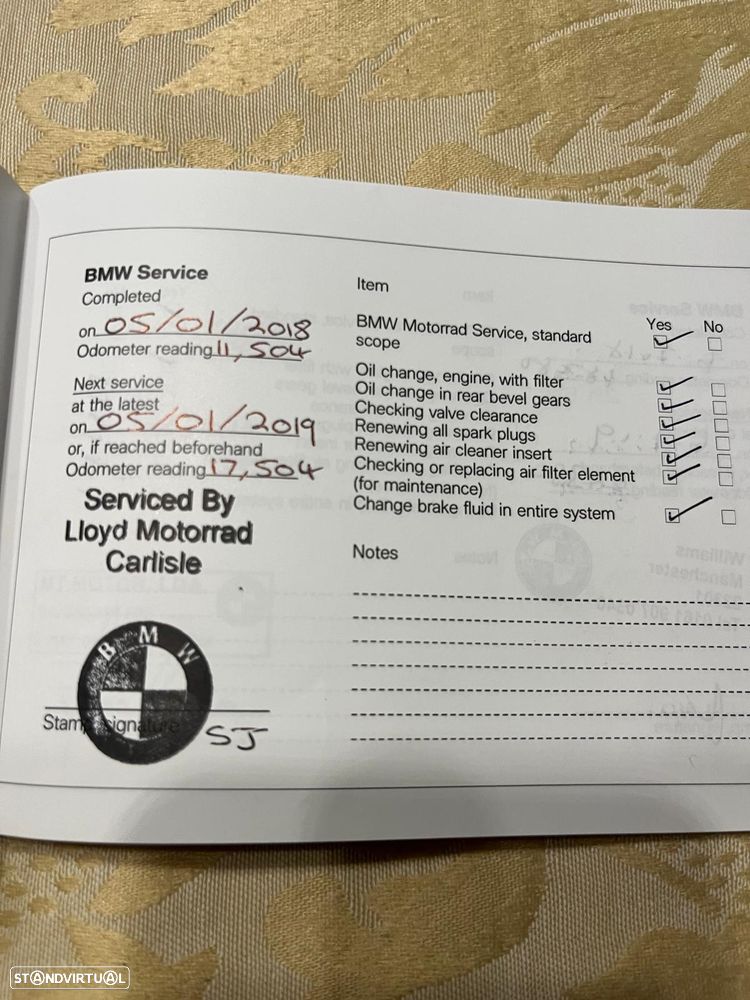 BMW Service
Completed
on 05/01/2018
Odometer reading 11,504
Next service
at the latest
on 05/01/2019
or, if reached beforehand
Odometer reading 17,504
Serviced By
Lloyd Motorrad
Carlisle
BMW
Stamp signature
SJ
Item
Yes No
BMW Motorrad Service, standard
scope
Oil change, engine, with filter
Oil change in rear bevel gears
Checking valve clearance
Renewing all spark plugs
Renewing air cleaner insert
Checking or replacing air filter element
(for maintenance)
Change brake fluid in entire system
Notes
STANDVIRTUAL